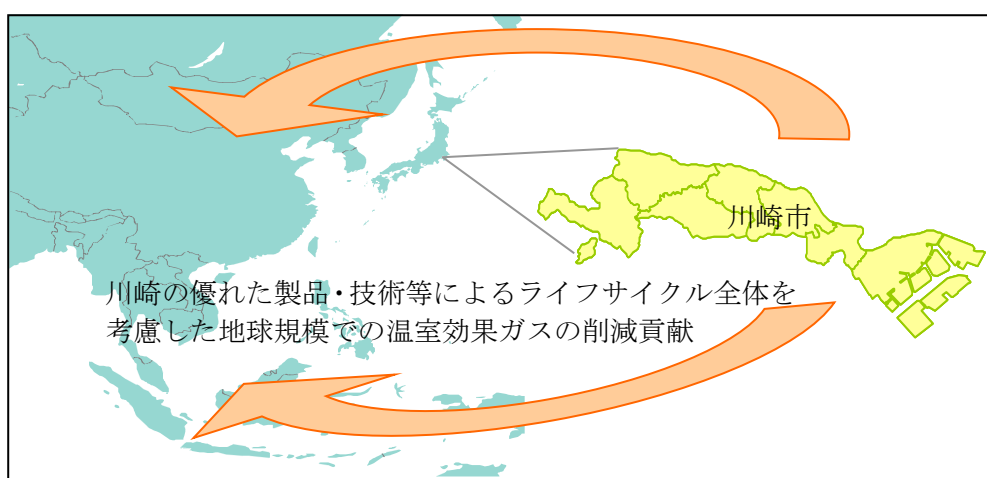 川崎市
川崎の優れた製品・技術等によるライフサイクル全体を
考慮した地球規模での温室効果ガスの削減貢献